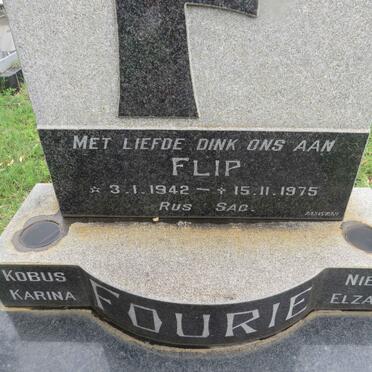 MET LIEFDE DINK ONS AAN
FLIP
☆ 3.1.1942 — ✝ 15.11.1975
RUS SAG.
KOBUS
KARINA
FOURIE
NIE
ELZA